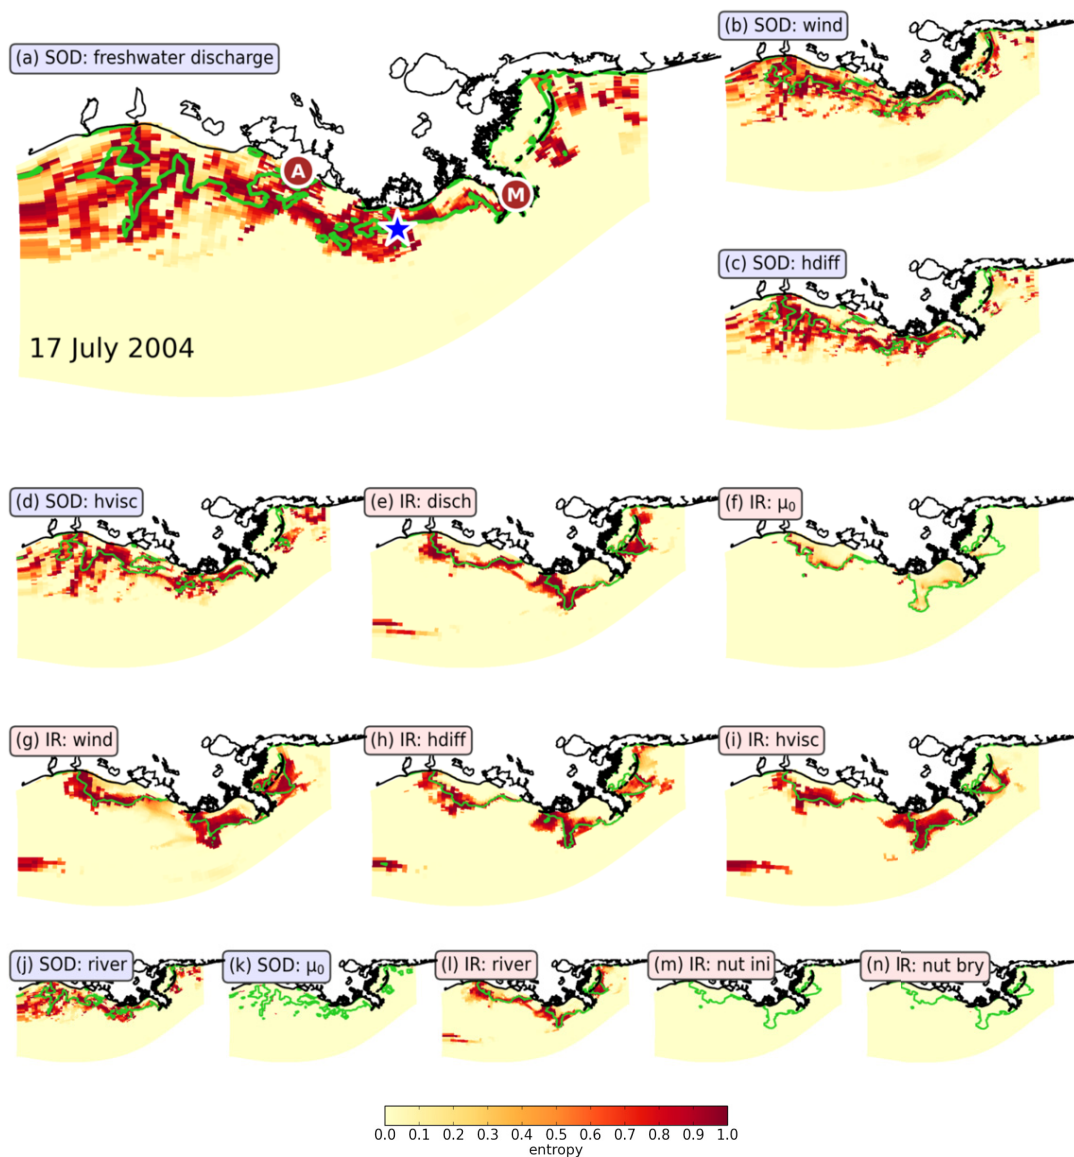 (a) SOD: freshwater discharge
(b) SOD: wind
A
M
17 July 2004
(c) SOD: hdiff
(d) SOD: hvisc
(e) IR: disch
(f) IR: μ₀
(g) IR: wind
(h) IR: hdiff
(i) IR: hvisc
(j) SOD: river
(k) SOD: μ₀
(l) IR: river
(m) IR: nut ini
(n) IR: nut bry
0.0 0.1 0.2 0.3 0.4 0.5 0.6 0.7 0.8 0.9 1.0
entropy